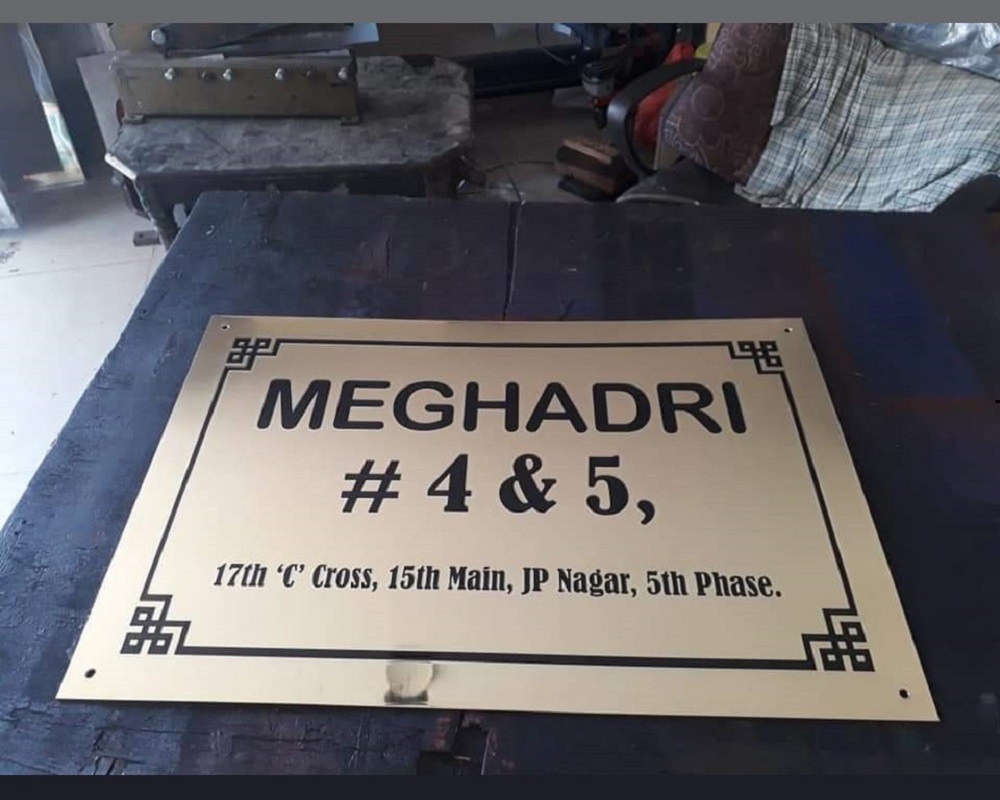 MEGHADRI
# 4 & 5,
17th ‘C’ Cross, 15th Main, JP Nagar, 5th Phase.